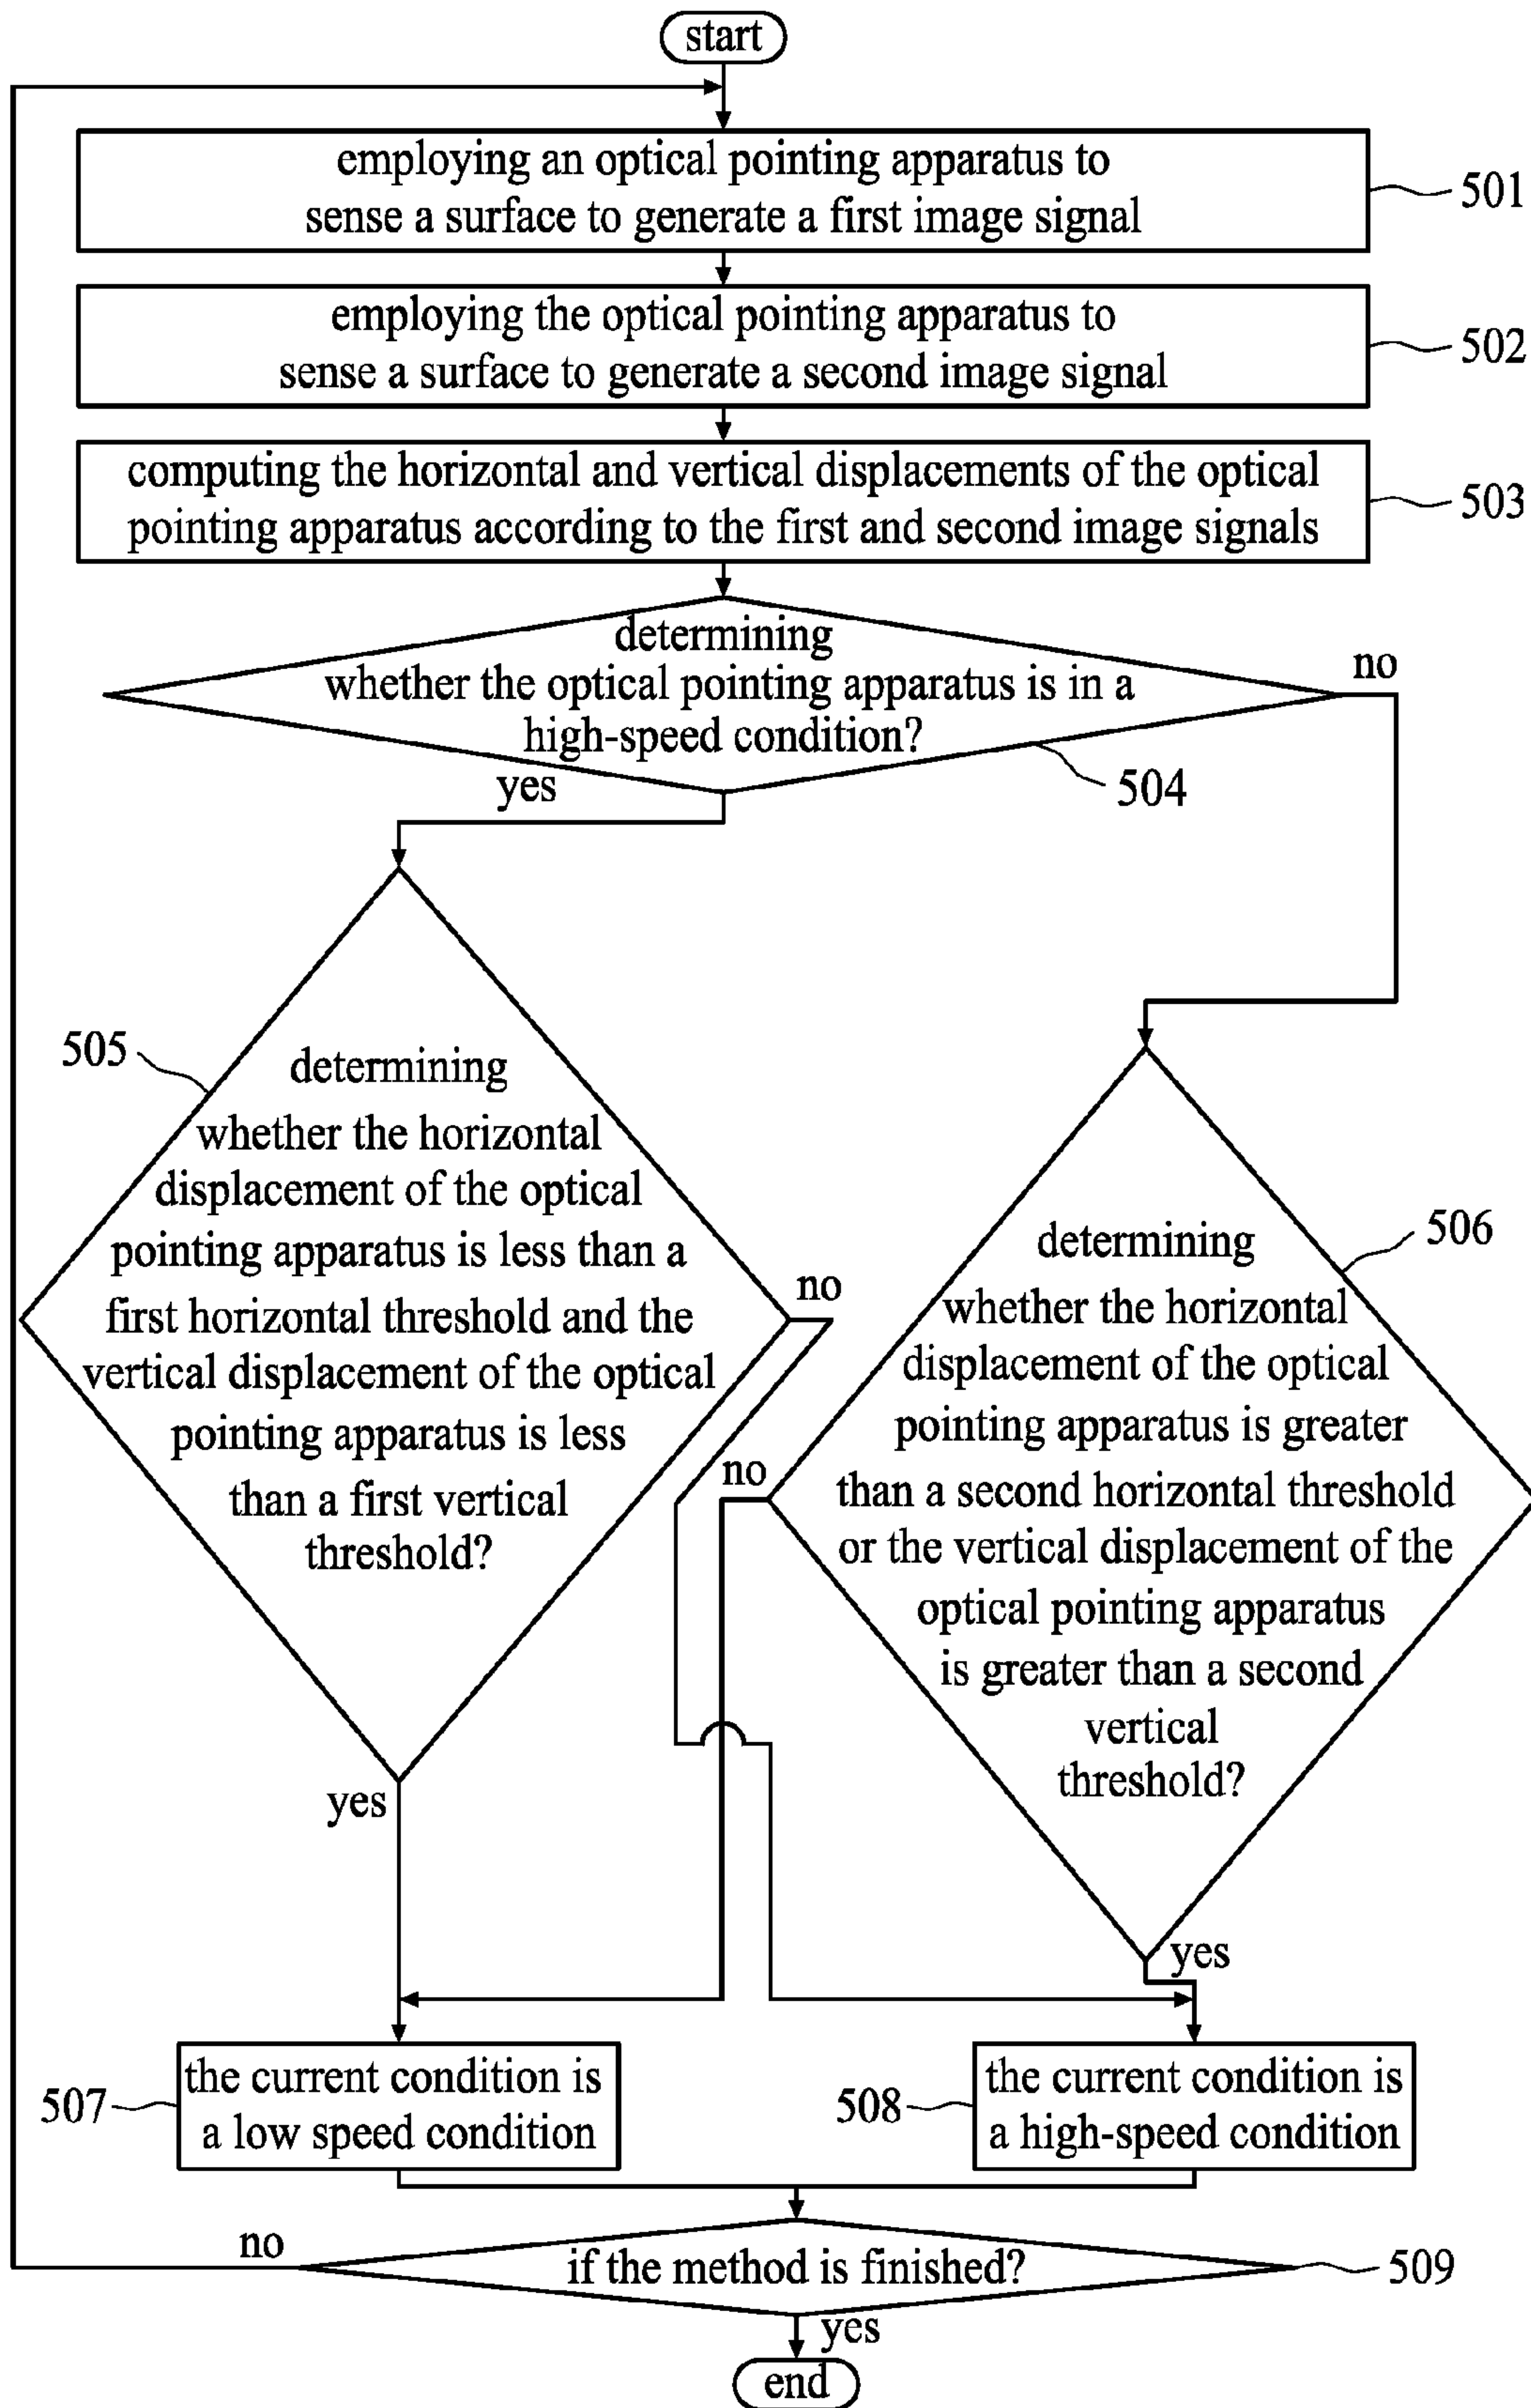 start
employing an optical pointing apparatus to
sense a surface to generate a first image signal
501
employing the optical pointing apparatus to
sense a surface to generate a second image signal
502
computing the horizontal and vertical displacements of the optical
pointing apparatus according to the first and second image signals
503
determining
whether the optical pointing apparatus is in a
high-speed condition?
no
yes
504
505
determining
whether the horizontal
displacement of the optical
pointing apparatus is less than a
first horizontal threshold and the
vertical displacement of the optical
pointing apparatus is less
than a first vertical
threshold?
no
yes
506
determining
whether the horizontal
displacement of the optical
pointing apparatus is greater
than a second horizontal threshold
or the vertical displacement of the
optical pointing apparatus
is greater than a second
vertical
threshold?
no
yes
507
the current condition is
a low speed condition
508
the current condition is
a high-speed condition
no
if the method is finished?
509
yes
end